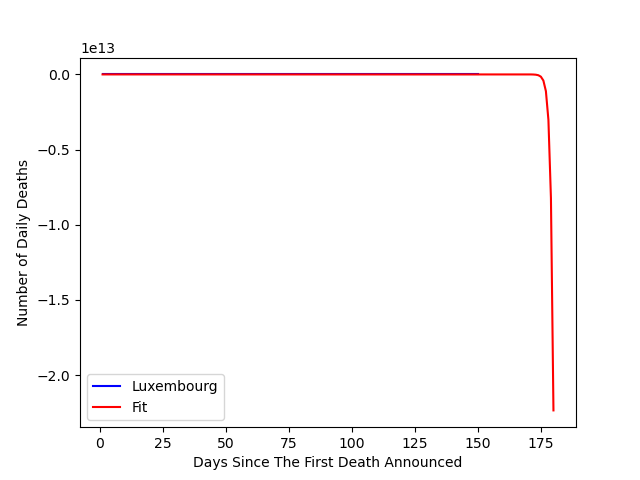 1e13
0.0
−0.5
−1.0
−1.5
−2.0
Number of Daily Deaths
Luxembourg
Fit
0 25 50 75 100 125 150 175
Days Since The First Death Announced